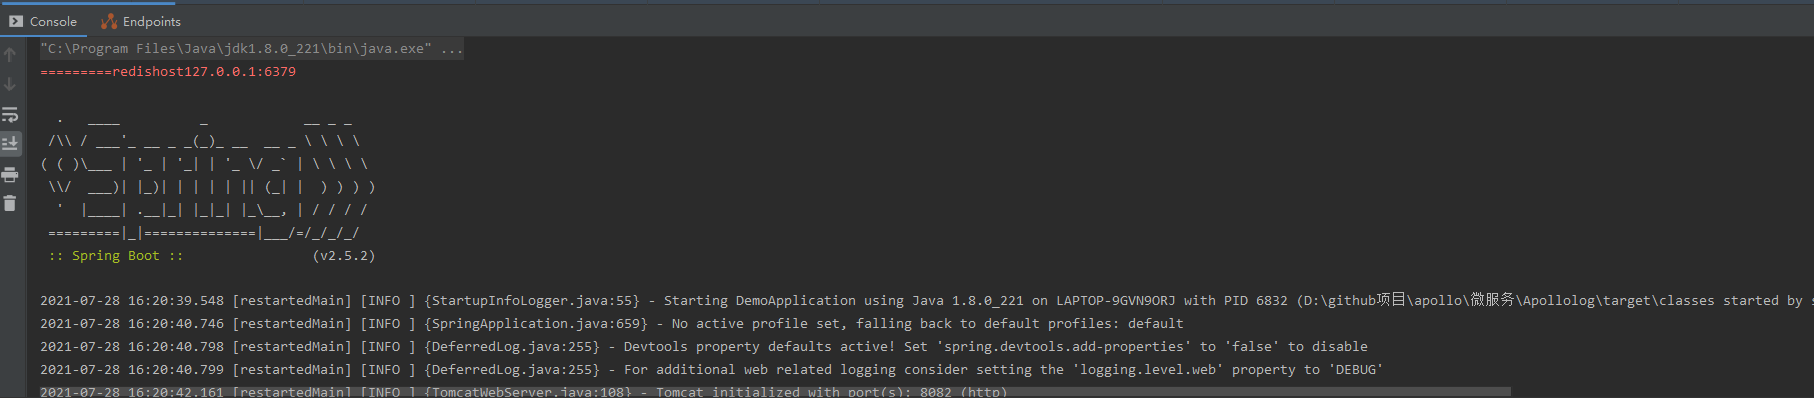 Console Endpoints
"C:\Program Files\Java\jdk1.8.0_221\bin\java.exe" ...
=========redishost127.0.0.1:6379
  .   ____          _            __ _ _
 /\\ / ___'_ __ _ _(_)_ __  __ _ \ \ \ \
( ( )\___ | '_ | '_| | '_ \/ _` | \ \ \ \
 \\/  ___)| |_)| | | | | || (_| |  ) ) ) )
  '  |____| .__|_| |_|_| |_\__, | / / / /
 =========|_|==============|___/=/_/_/_/
 :: Spring Boot ::                (v2.5.2)
2021-07-28 16:20:39.548 [restartedMain] [INFO ] {StartupInfoLogger.java:55} - Starting DemoApplication using Java 1.8.0_221 on LAPTOP-9GVN9ORJ with PID 6832 (D:\github项目\apollo\微服务\Apollolog\target\classes started by s
2021-07-28 16:20:40.746 [restartedMain] [INFO ] {SpringApplication.java:659} - No active profile set, falling back to default profiles: default
2021-07-28 16:20:40.798 [restartedMain] [INFO ] {DeferredLog.java:255} - Devtools property defaults active! Set 'spring.devtools.add-properties' to 'false' to disable
2021-07-28 16:20:40.799 [restartedMain] [INFO ] {DeferredLog.java:255} - For additional web related logging consider setting the 'logging.level.web' property to 'DEBUG'
2021-07-28 16:20:42.161 [restartedMain] [INFO ] {TomcatWebServer.java:108} - Tomcat initialized with port(s): 8082 (http)